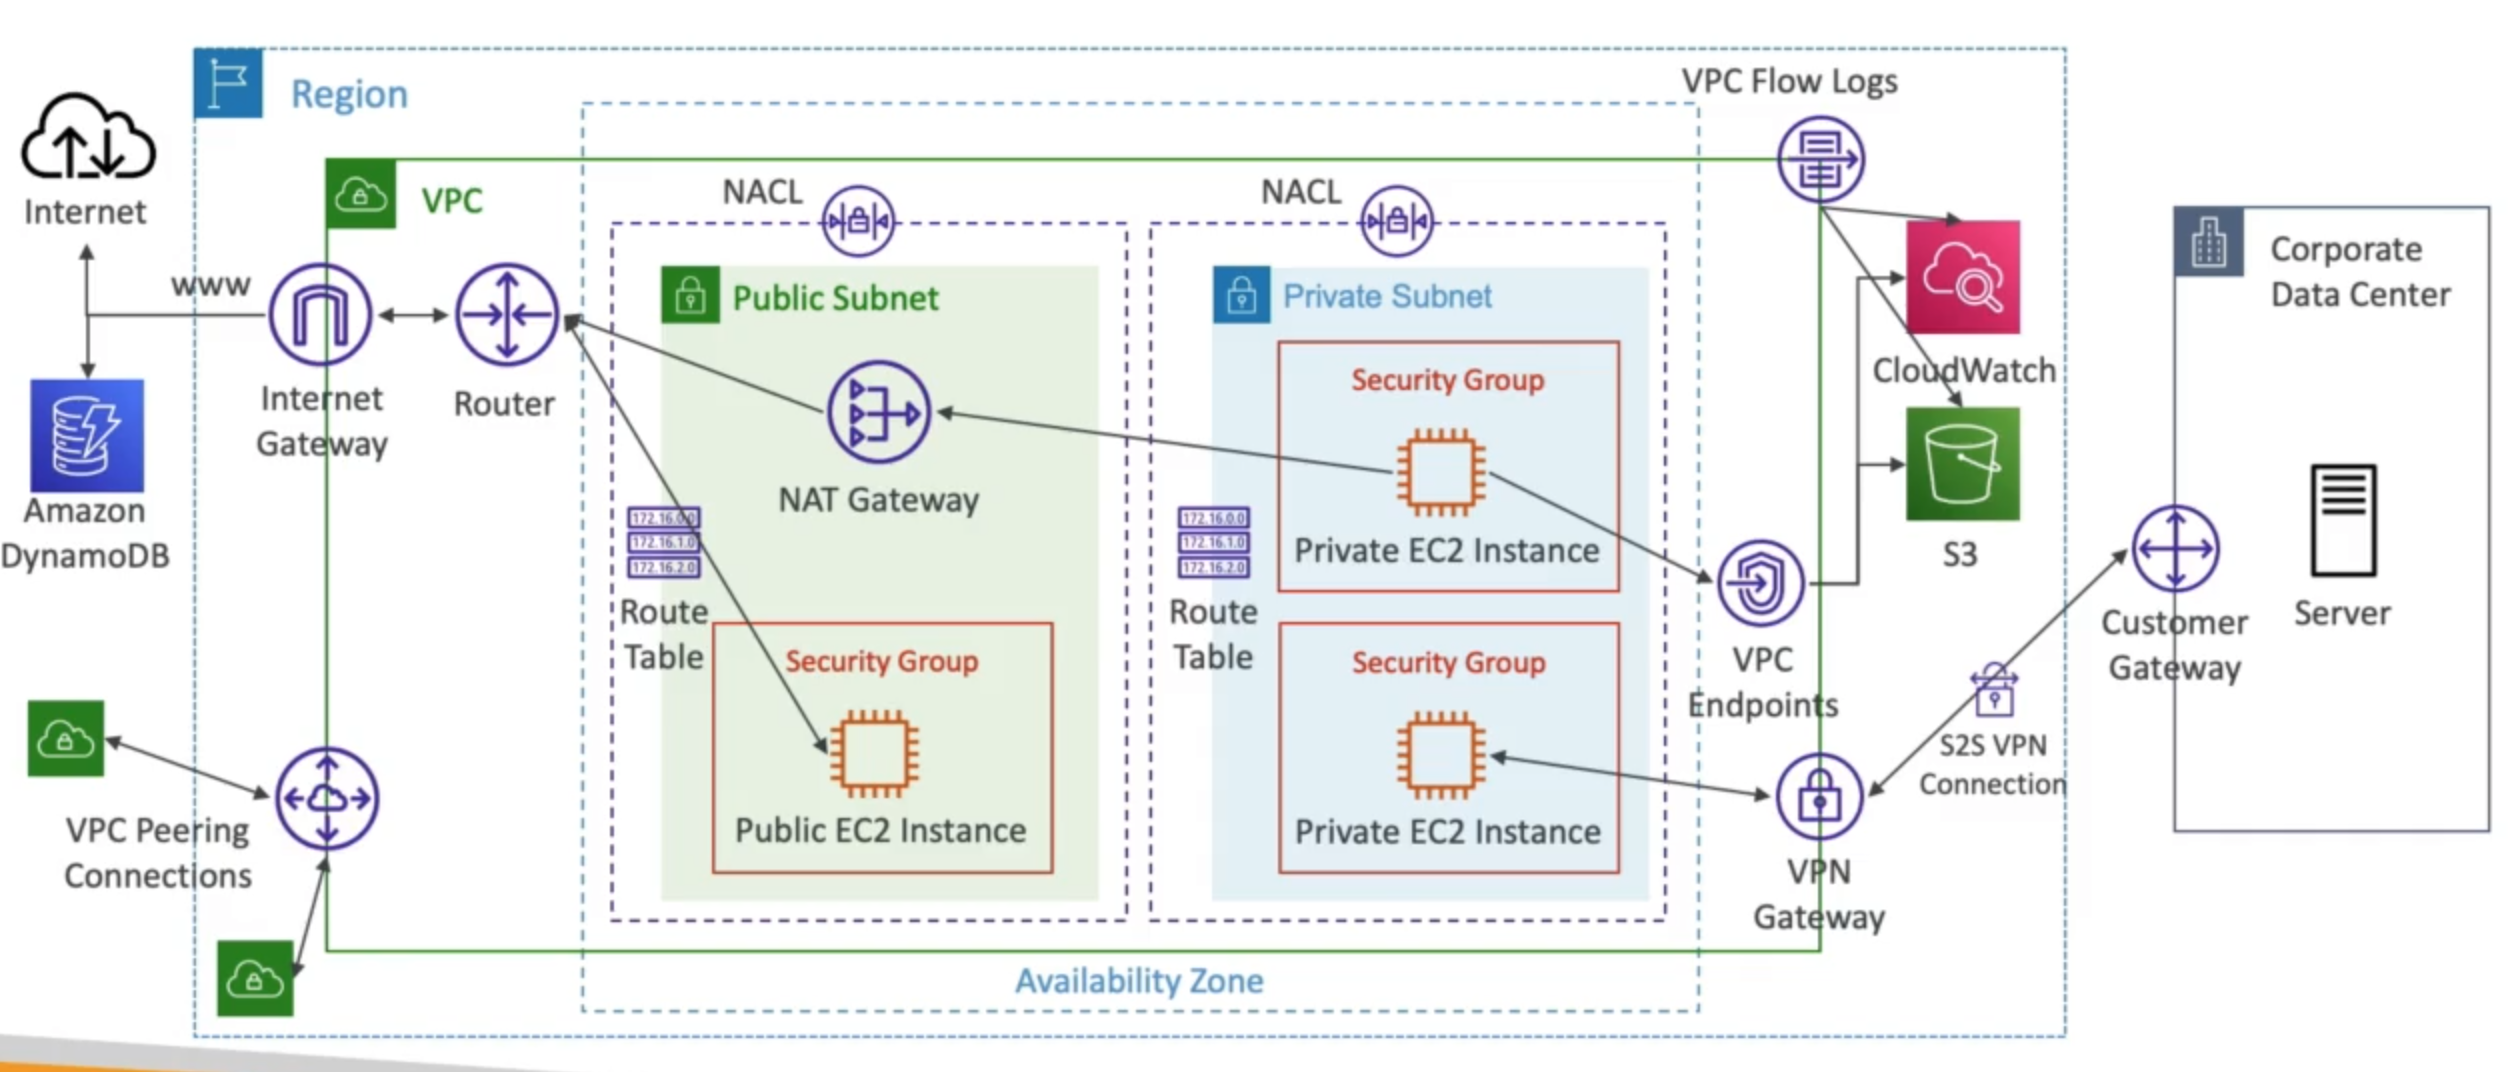 Region
VPC Flow Logs
Internet
VPC
NACL
NACL
www
Public Subnet
Private Subnet
Corporate
Data Center
Internet
Gateway
Router
Security Group
CloudWatch
Amazon
DynamoDB
NAT Gateway
172.16.0.0
172.16.1.0
172.16.2.0
172.16.0.0
172.16.1.0
172.16.2.0
Private EC2 Instance
S3
Route
Table
Route
Table
Security Group
Security Group
VPC
Endpoints
Customer
Gateway
Server
S2S VPN
Connection
VPC Peering
Connections
Public EC2 Instance
Private EC2 Instance
VPN
Gateway
Availability Zone